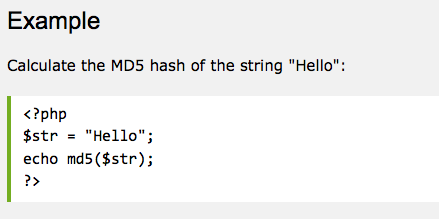 Example
Calculate the MD5 hash of the string "Hello":
<?php
$str = "Hello";
echo md5($str);
?>